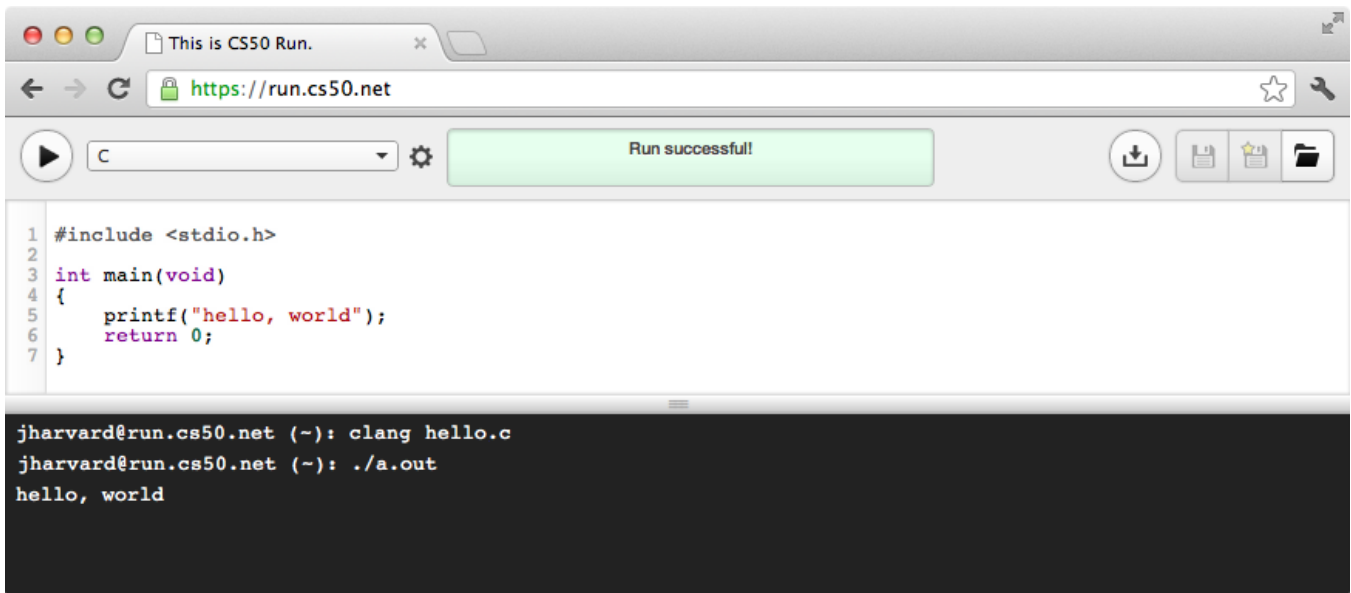 This is CS50 Run.
https://run.cs50.net
C
Run successful!
1 #include <stdio.h>
2
3 int main(void)
4 {
5     printf("hello, world");
6     return 0;
7 }
jharvard@run.cs50.net (~): clang hello.c
jharvard@run.cs50.net (~): ./a.out
hello, world